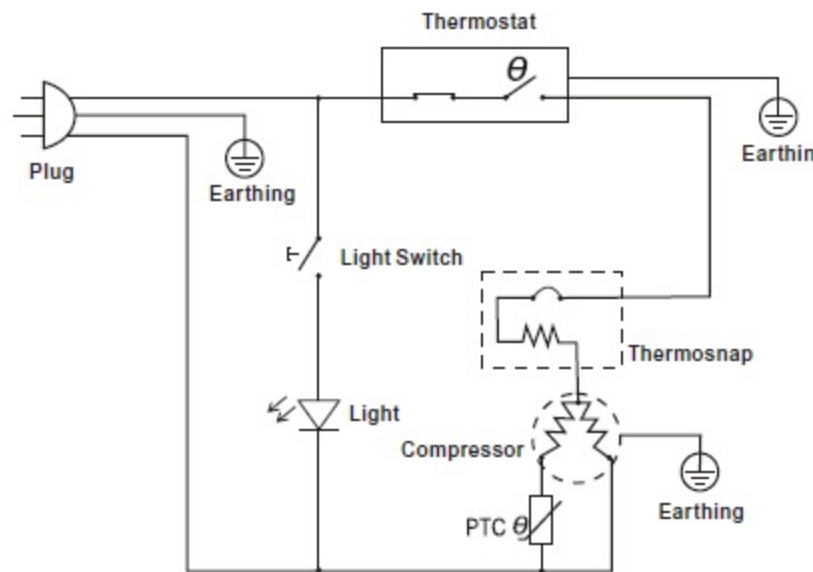 Thermostat
θ
Plug
Earthing
Earthin
Light Switch
Thermosnap
Light
Compressor
PTC θ
Earthing